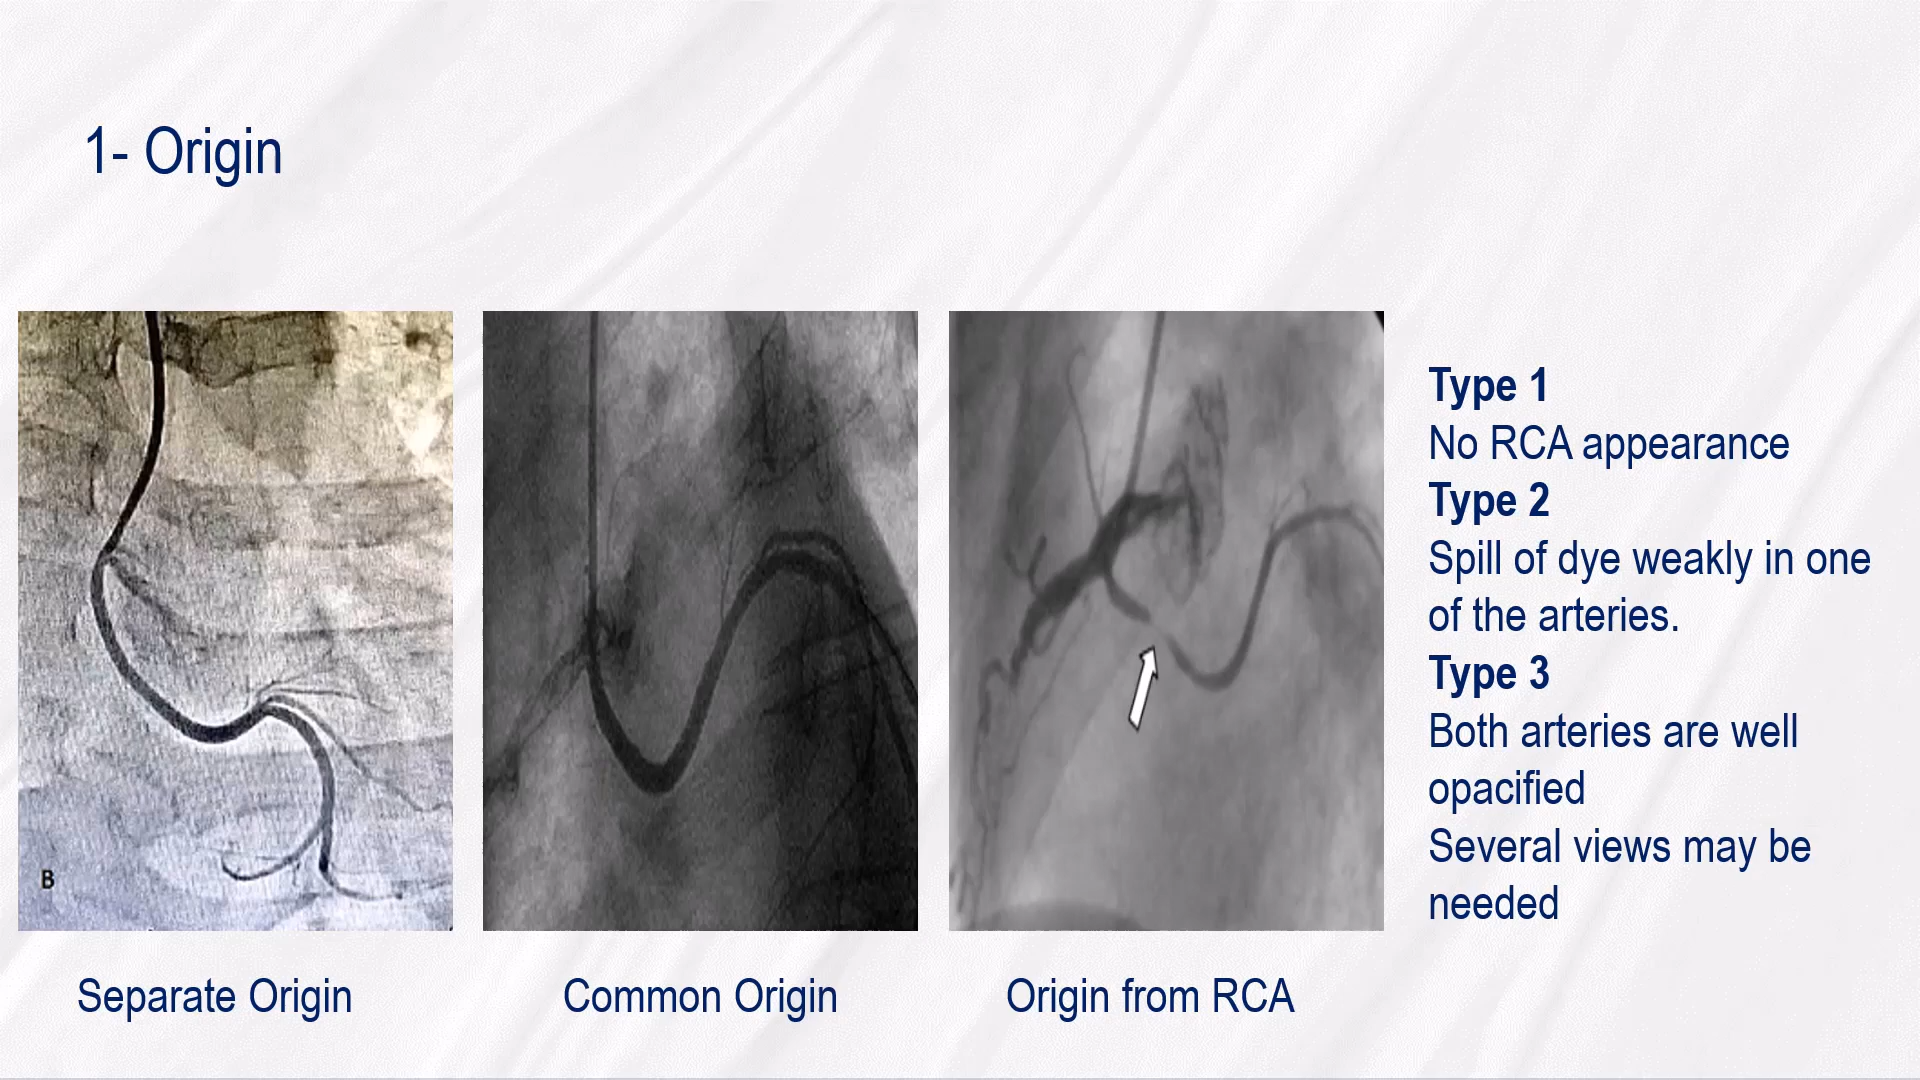 1- Origin
B
Separate Origin
Common Origin
Origin from RCA
Type 1
No RCA appearance
Type 2
Spill of dye weakly in one
of the arteries.
Type 3
Both arteries are well
opacified
Several views may be
needed